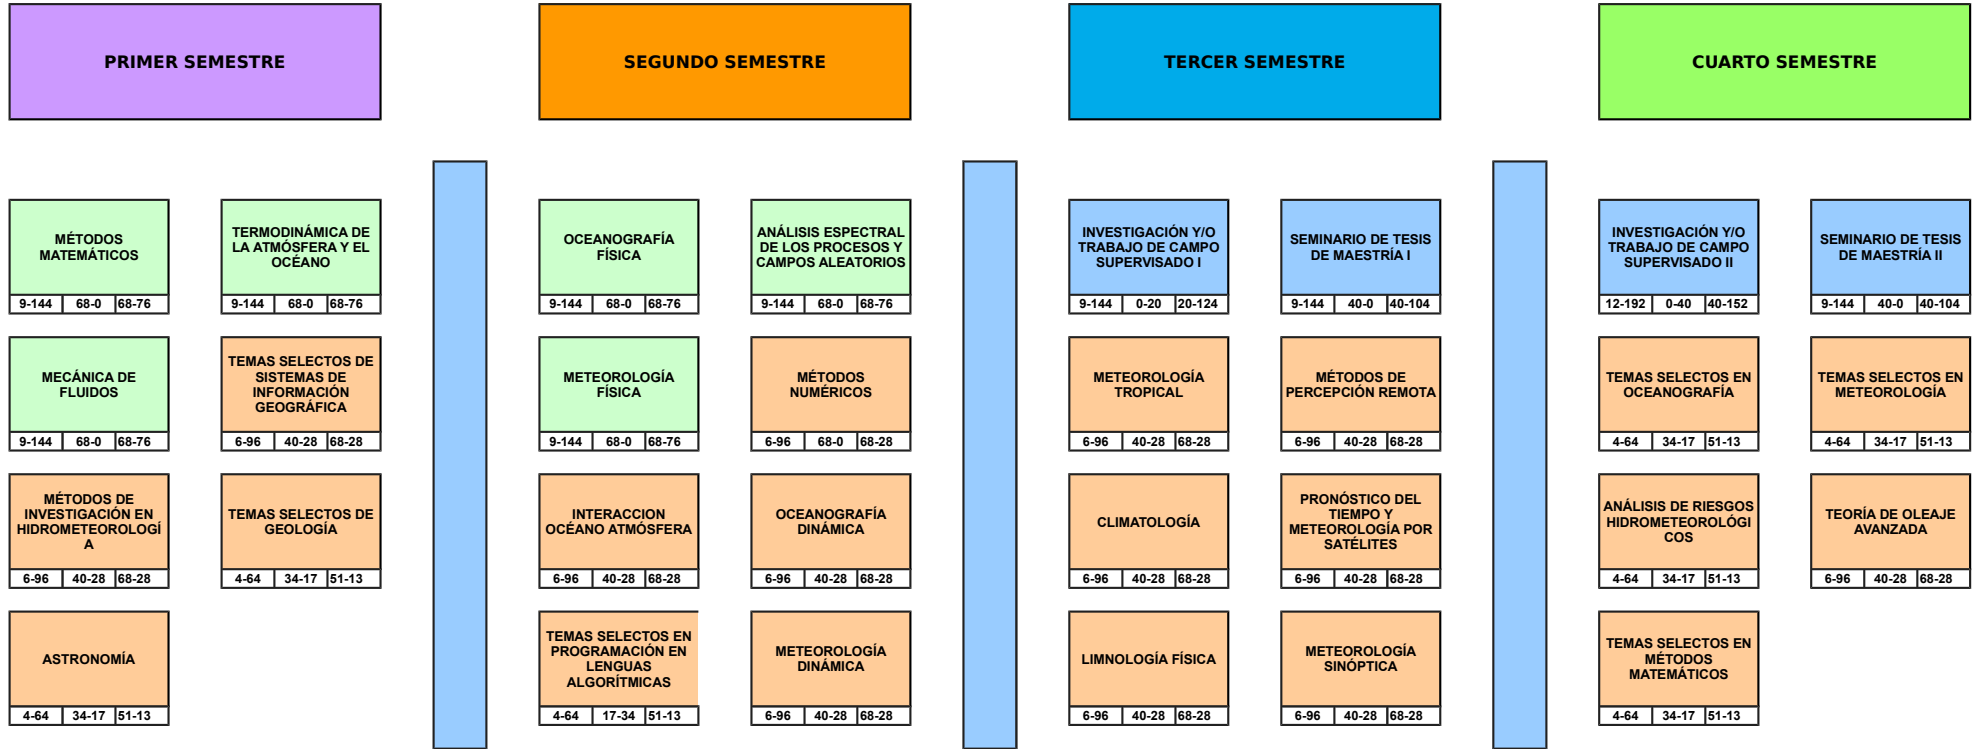 PRIMER SEMESTRE
SEGUNDO SEMESTRE
TERCER SEMESTRE
CUARTO SEMESTRE
MÉTODOS
MATEMÁTICOS
9-144 68-0 68-76
TERMODINÁMICA DE
LA ATMÓSFERA Y EL
OCÉANO
9-144 68-0 68-76
OCEANOGRAFÍA
FÍSICA
9-144 68-0 68-76
ANÁLISIS ESPECTRAL
DE LOS PROCESOS Y
CAMPOS ALEATORIOS
9-144 68-0 68-76
INVESTIGACIÓN Y/O
TRABAJO DE CAMPO
SUPERVISADO I
9-144 0-20 20-124
SEMINARIO DE TESIS
DE MAESTRÍA I
9-144 40-0 40-104
INVESTIGACIÓN Y/O
TRABAJO DE CAMPO
SUPERVISADO II
12-192 0-40 40-152
SEMINARIO DE TESIS
DE MAESTRÍA II
9-144 40-0 40-104
MECÁNICA DE
FLUIDOS
9-144 68-0 68-76
TEMAS SELECTOS DE
SISTEMAS DE
INFORMACIÓN
GEOGRÁFICA
6-96 40-28 68-28
METEOROLOGÍA
FÍSICA
9-144 68-0 68-76
MÉTODOS
NUMÉRICOS
6-96 68-0 68-28
METEOROLOGÍA
TROPICAL
6-96 40-28 68-28
MÉTODOS DE
PERCEPCIÓN REMOTA
6-96 40-28 68-28
TEMAS SELECTOS EN
OCEANOGRAFÍA
4-64 34-17 51-13
TEMAS SELECTOS EN
METEOROLOGÍA
4-64 34-17 51-13
MÉTODOS DE
INVESTIGACIÓN EN
HIDROMETEOROLOGÍ
A
6-96 40-28 68-28
TEMAS SELECTOS DE
GEOLOGÍA
4-64 34-17 51-13
INTERACCION
OCÉANO ATMÓSFERA
6-96 40-28 68-28
OCEANOGRAFÍA
DINÁMICA
6-96 40-28 68-28
CLIMATOLOGÍA
6-96 40-28 68-28
PRONÓSTICO DEL
TIEMPO Y
METEOROLOGÍA POR
SATÉLITES
6-96 40-28 68-28
ANÁLISIS DE RIESGOS
HIDROMETEOROLÓGI
COS
4-64 34-17 51-13
TEORÍA DE OLEAJE
AVANZADA
6-96 40-28 68-28
ASTRONOMÍA
4-64 34-17 51-13
TEMAS SELECTOS EN
PROGRAMACIÓN EN
LENGUAS
ALGORÍTMICAS
4-64 17-34 51-13
METEOROLOGÍA
DINÁMICA
6-96 40-28 68-28
LIMNOLOGÍA FÍSICA
6-96 40-28 68-28
METEOROLOGÍA
SINÓPTICA
6-96 40-28 68-28
TEMAS SELECTOS EN
MÉTODOS
MATEMÁTICOS
4-64 34-17 51-13